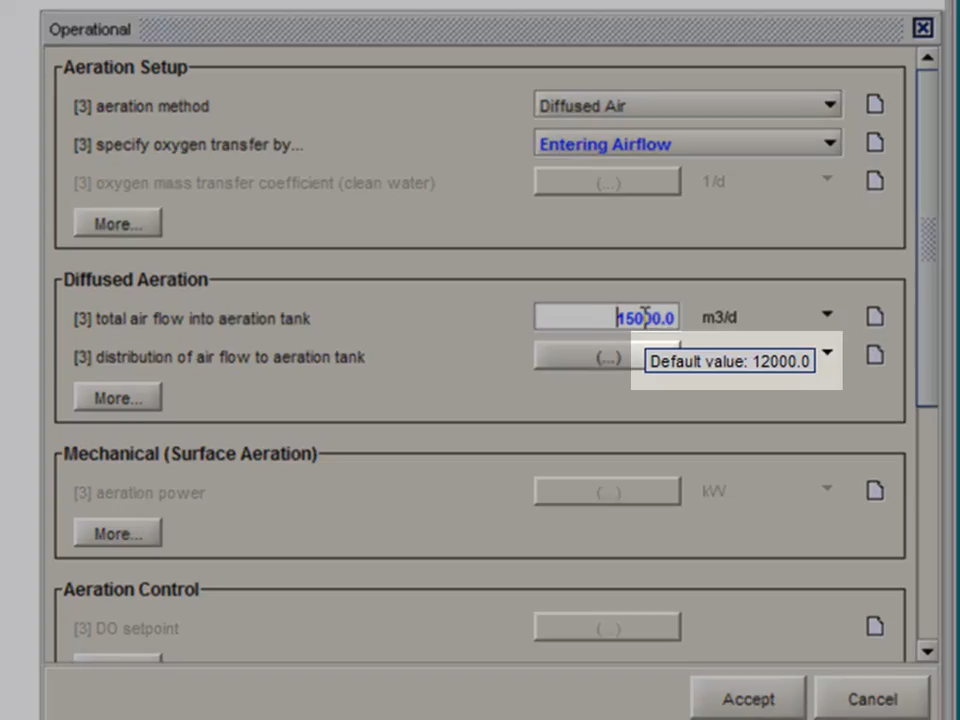 Operational
Aeration Setup
[3] aeration method
Diffused Air
[3] specify oxygen transfer by...
Entering Airflow
[3] oxygen mass transfer coefficient (clean water)
(...)
1/d
More...
Diffused Aeration
[3] total air flow into aeration tank
15000.0
m3/d
[3] distribution of air flow to aeration tank
(...)
Default value: 12000.0
More...
Mechanical (Surface Aeration)
[3] aeration power
(...)
kW
More...
Aeration Control
[3] DO setpoint
(...)
Accept
Cancel